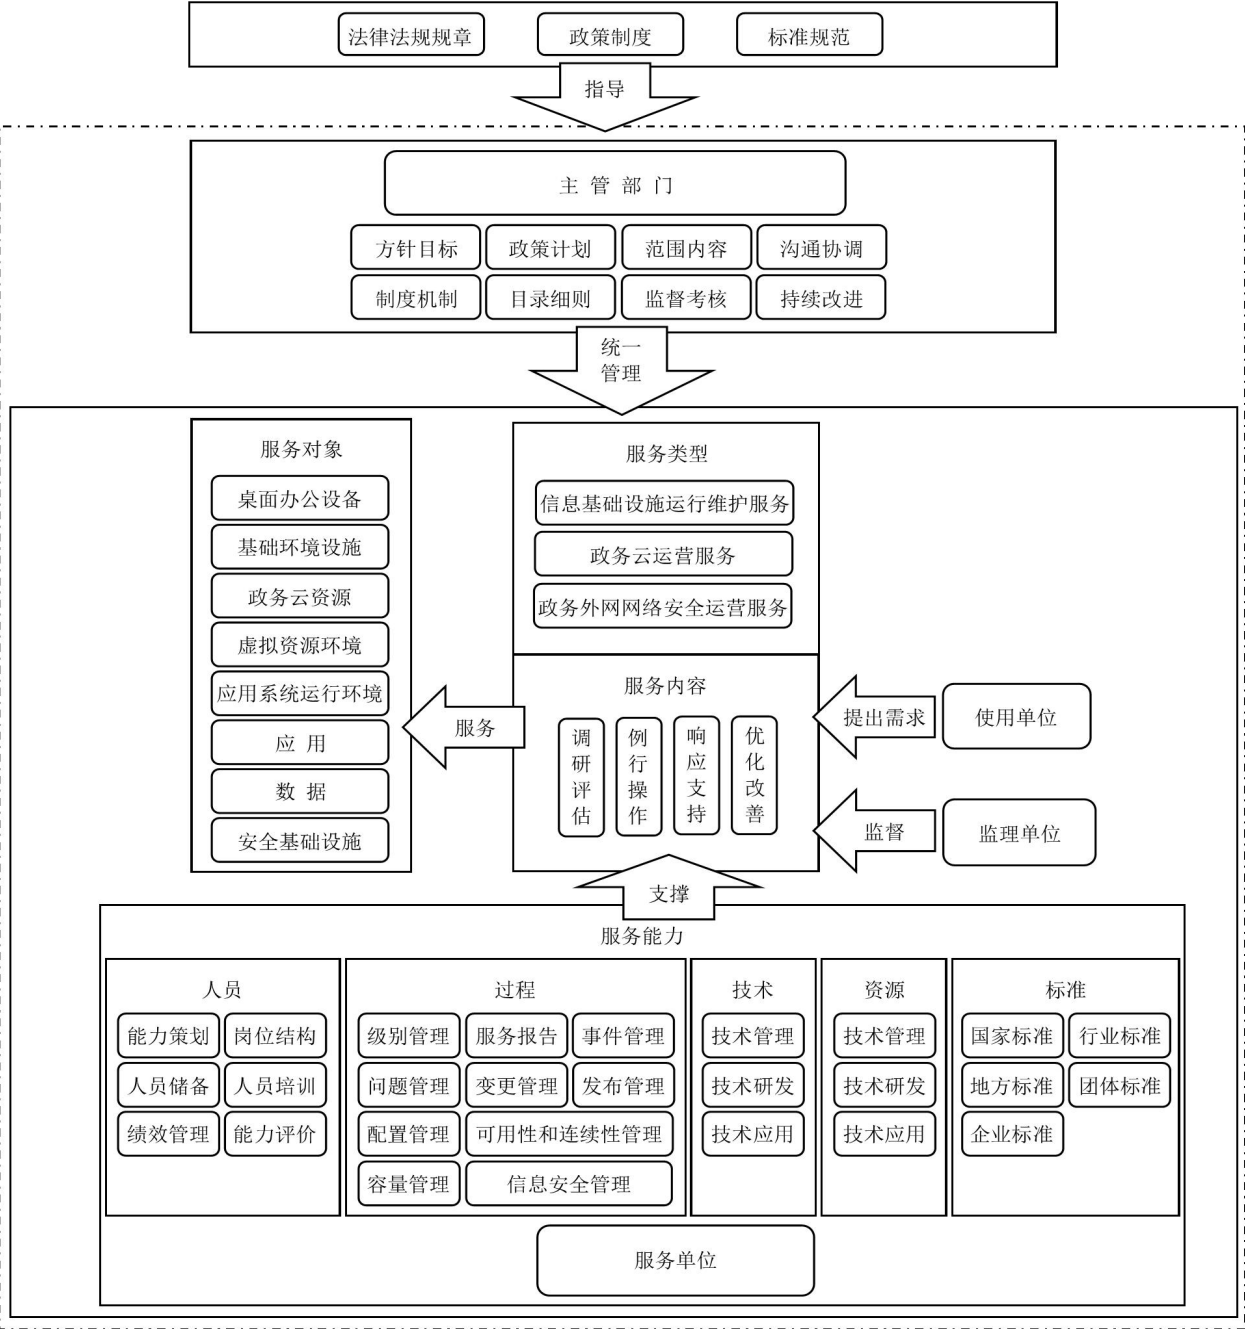 法律法规规章
政策制度
标准规范
指导
主 管 部 门
方针目标
政策计划
范围内容
沟通协调
制度机制
目录细则
监督考核
持续改进
统一
管理
服务对象
桌面办公设备
基础环境设施
政务云资源
虚拟资源环境
应用系统运行环境
应 用
数 据
安全基础设施
服务类型
信息基础设施运行维护服务
政务云运营服务
政务外网网络安全运营服务
服务内容
调研评估
例行操作
响应支持
优化改善
服务
提出需求
使用单位
监督
监理单位
支撑
服务能力
人员
能力策划
岗位结构
人员储备
人员培训
绩效管理
能力评价
过程
级别管理
服务报告
事件管理
问题管理
变更管理
发布管理
配置管理
可用性和连续性管理
容量管理
信息安全管理
技术
技术管理
技术研发
技术应用
资源
技术管理
技术研发
技术应用
标准
国家标准
行业标准
地方标准
团体标准
企业标准
服务单位